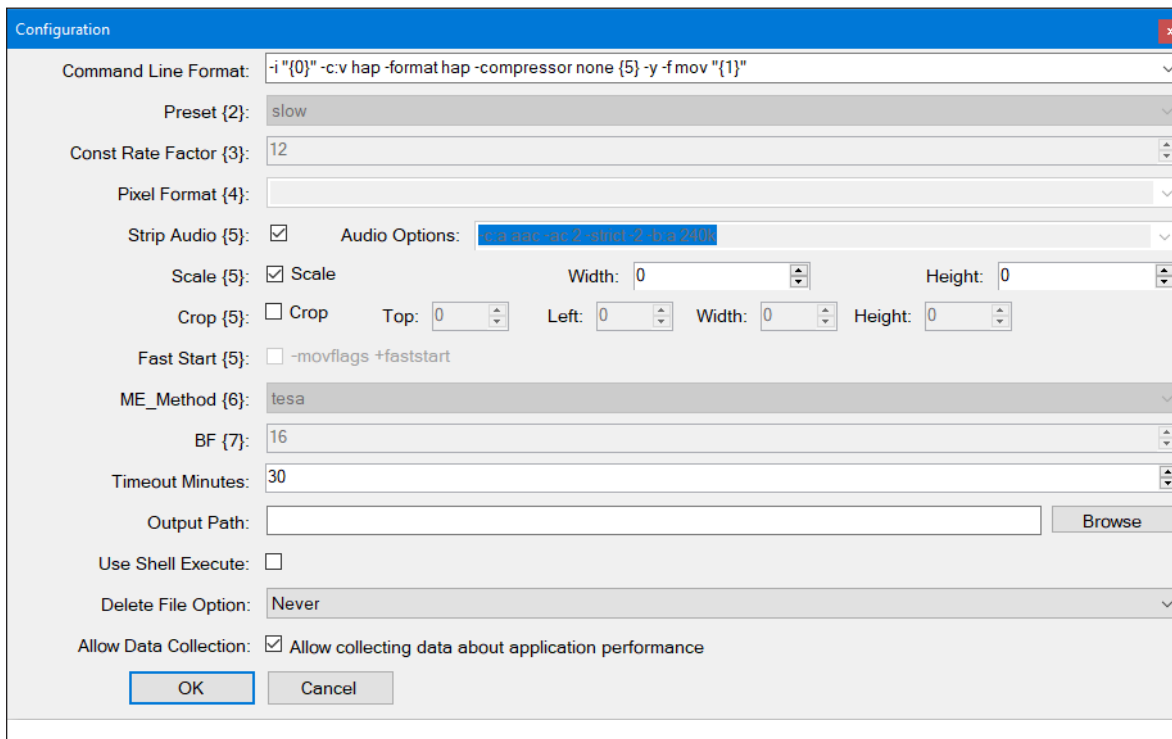 Configuration
Command Line Format: -i "{0}" -c:v hap -format hap -compressor none {5} -y -f mov "{1}"
Preset {2}: slow
Const Rate Factor {3}: 12
Pixel Format {4}:
Strip Audio {5}: Audio Options: -c:a aac -ac 2 -strict -2 -b:a 240k
Scale {5}: Scale Width: 0 Height: 0
Crop {5}: Crop Top: 0 Left: 0 Width: 0 Height: 0
Fast Start {5}: -movflags +faststart
ME_Method {6}: tesa
BF {7}: 16
Timeout Minutes: 30
Output Path: Browse
Use Shell Execute:
Delete File Option: Never
Allow Data Collection: Allow collecting data about application performance
OK Cancel